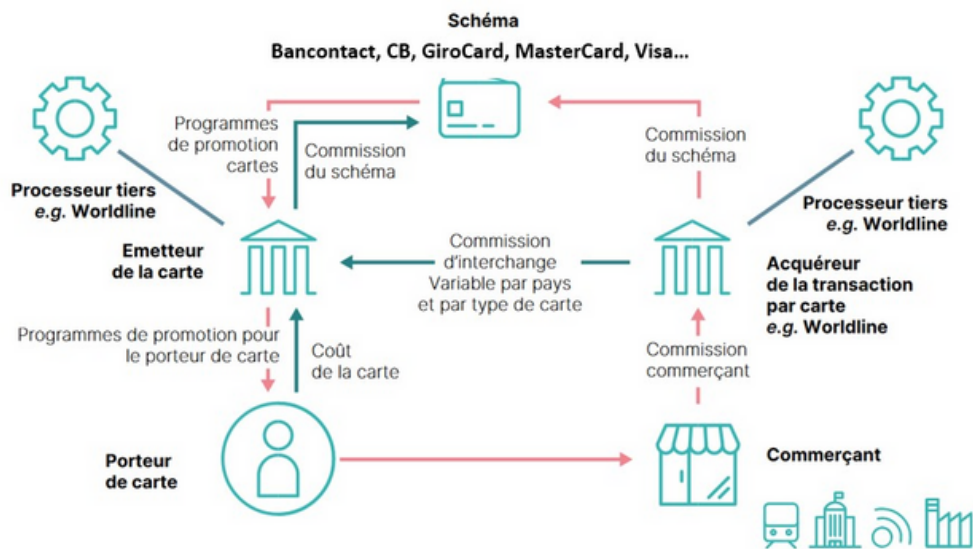 Schéma
Bancontact, CB, GiroCard, MasterCard, Visa...
Programmes
de promotion
cartes
Commission
du schéma
Commission
du schéma
Processeur tiers
e.g. Worldline
Processeur tiers
e.g. Worldline
Emetteur
de la carte
Commission
d'interchange
Variable par pays
et par type de carte
Acquéreur
de la transaction
par carte
e.g. Worldline
Programmes de promotion pour
le porteur de carte
Coût
de la carte
Commission
commerçant
Porteur
de carte
Commerçant